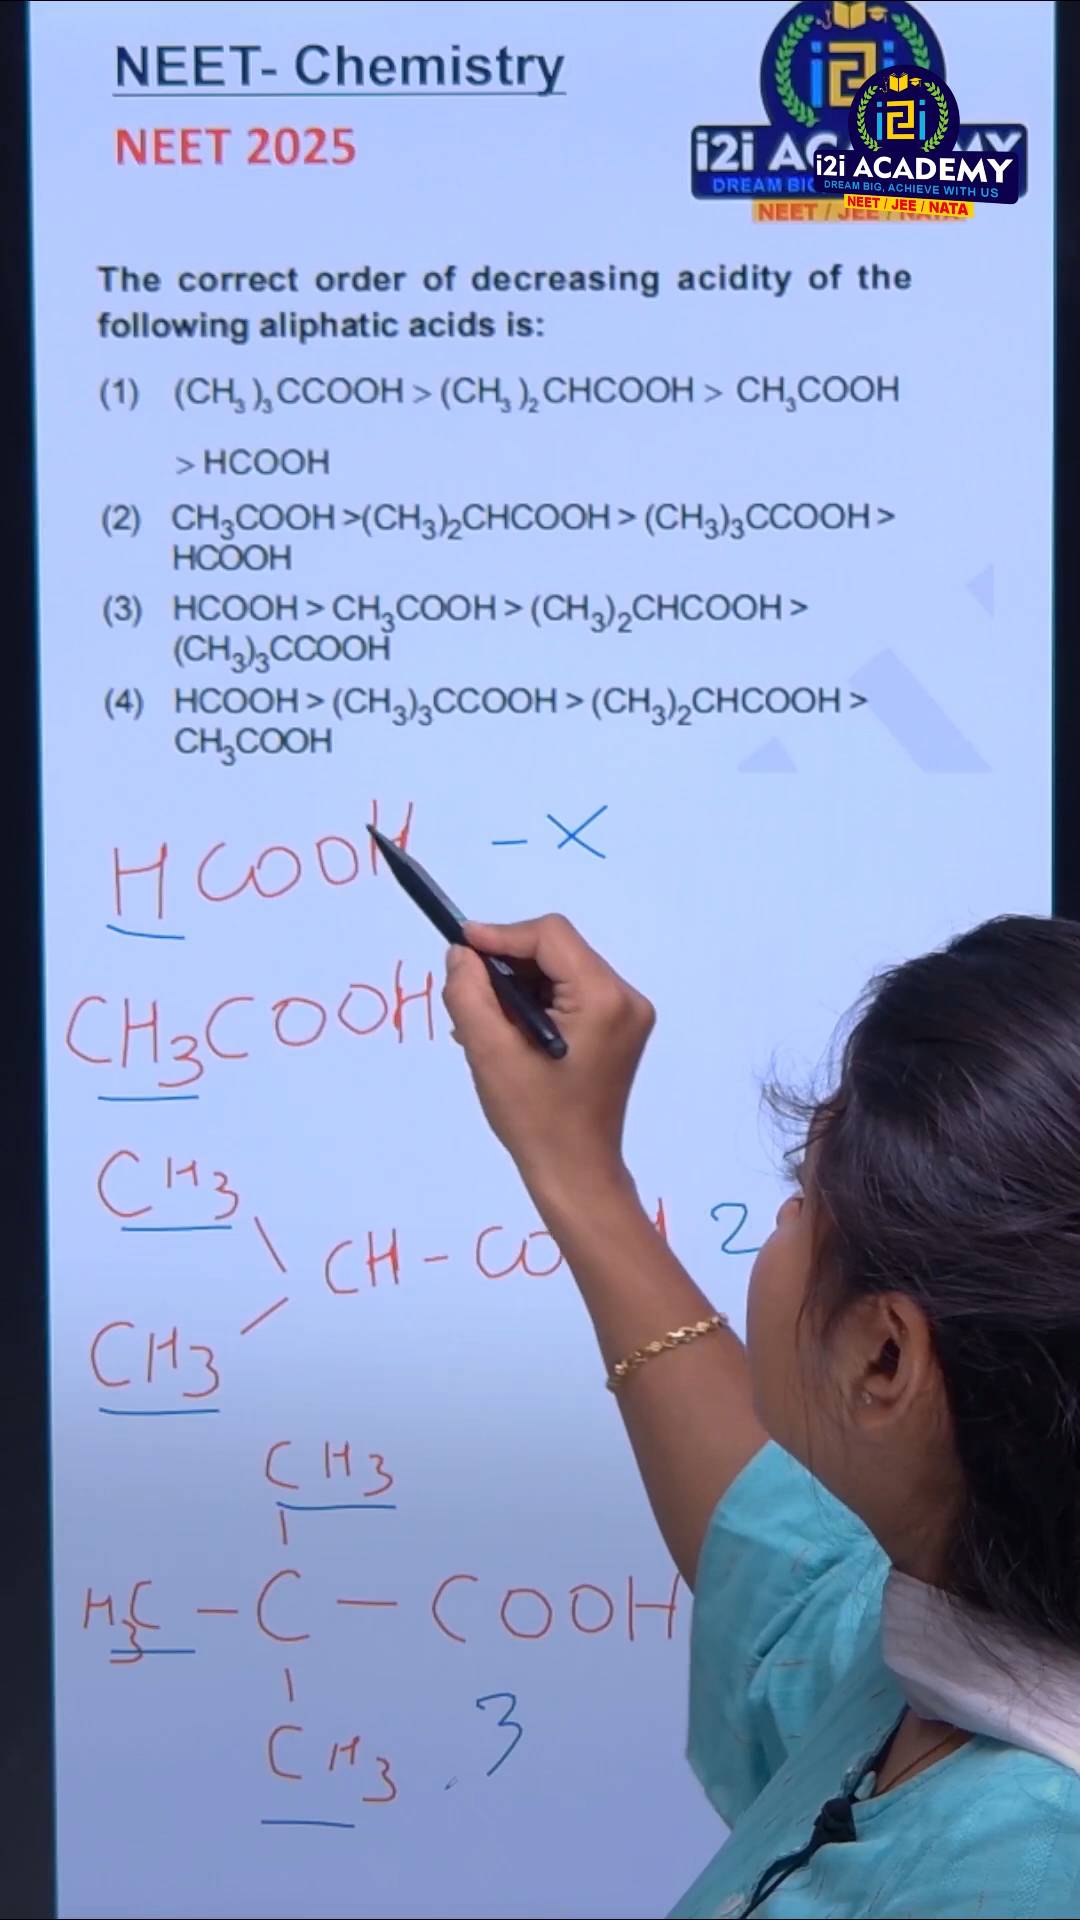 NEET- Chemistry
NEET 2025
i2i ACADEMY
DREAM BIG, ACHIEVE WITH US
NEET / JEE / NATA
The correct order of decreasing acidity of the
following aliphatic acids is:
(1) (CH₃)₃CCOOH > (CH₃)₂CHCOOH > CH₃COOH
> HCOOH
(2) CH₃COOH >(CH₃)₂CHCOOH > (CH₃)₃CCOOH >
HCOOH
(3) HCOOH > CH₃COOH > (CH₃)₂CHCOOH >
(CH₃)₃CCOOH
(4) HCOOH > (CH₃)₃CCOOH > (CH₃)₂CHCOOH >
CH₃COOH
HCOOH - X
CH₃COOH
CH₃
CH - CO 2
CH₃
CH₃
H₃C - C - COOH
CH₃ 3